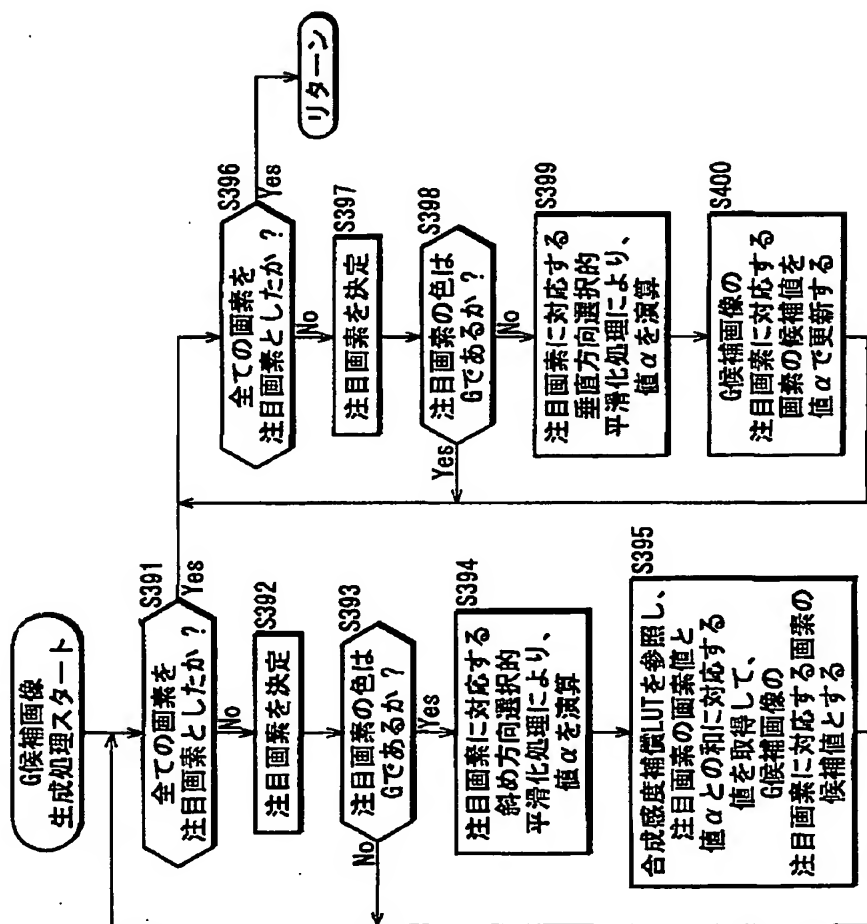 G候補画像
生成処理スタート
S391
全ての画素を
注目画素としたか?
Yes
No
S392
注目画素を決定
S393
注目画素の色は
Gであるか?
No
Yes
S394
注目画素に対応する
斜め方向選択的
平滑化処理により、
値αを演算
S395
合成感度補償LUTを参照し、
注目画素の画素値と
値αとの和に対応する
値を取得して、
G候補画像の
注目画素に対応する画素の
候補値とする
S396
全ての画素を
注目画素としたか?
Yes
リターン
No
S397
注目画素を決定
S398
注目画素の色は
Gであるか?
Yes
No
S399
注目画素に対応する
垂直方向選択的
平滑化処理により、
値αを演算
S400
G候補画像の
注目画素に対応する
画素の候補値を
値αで更新する